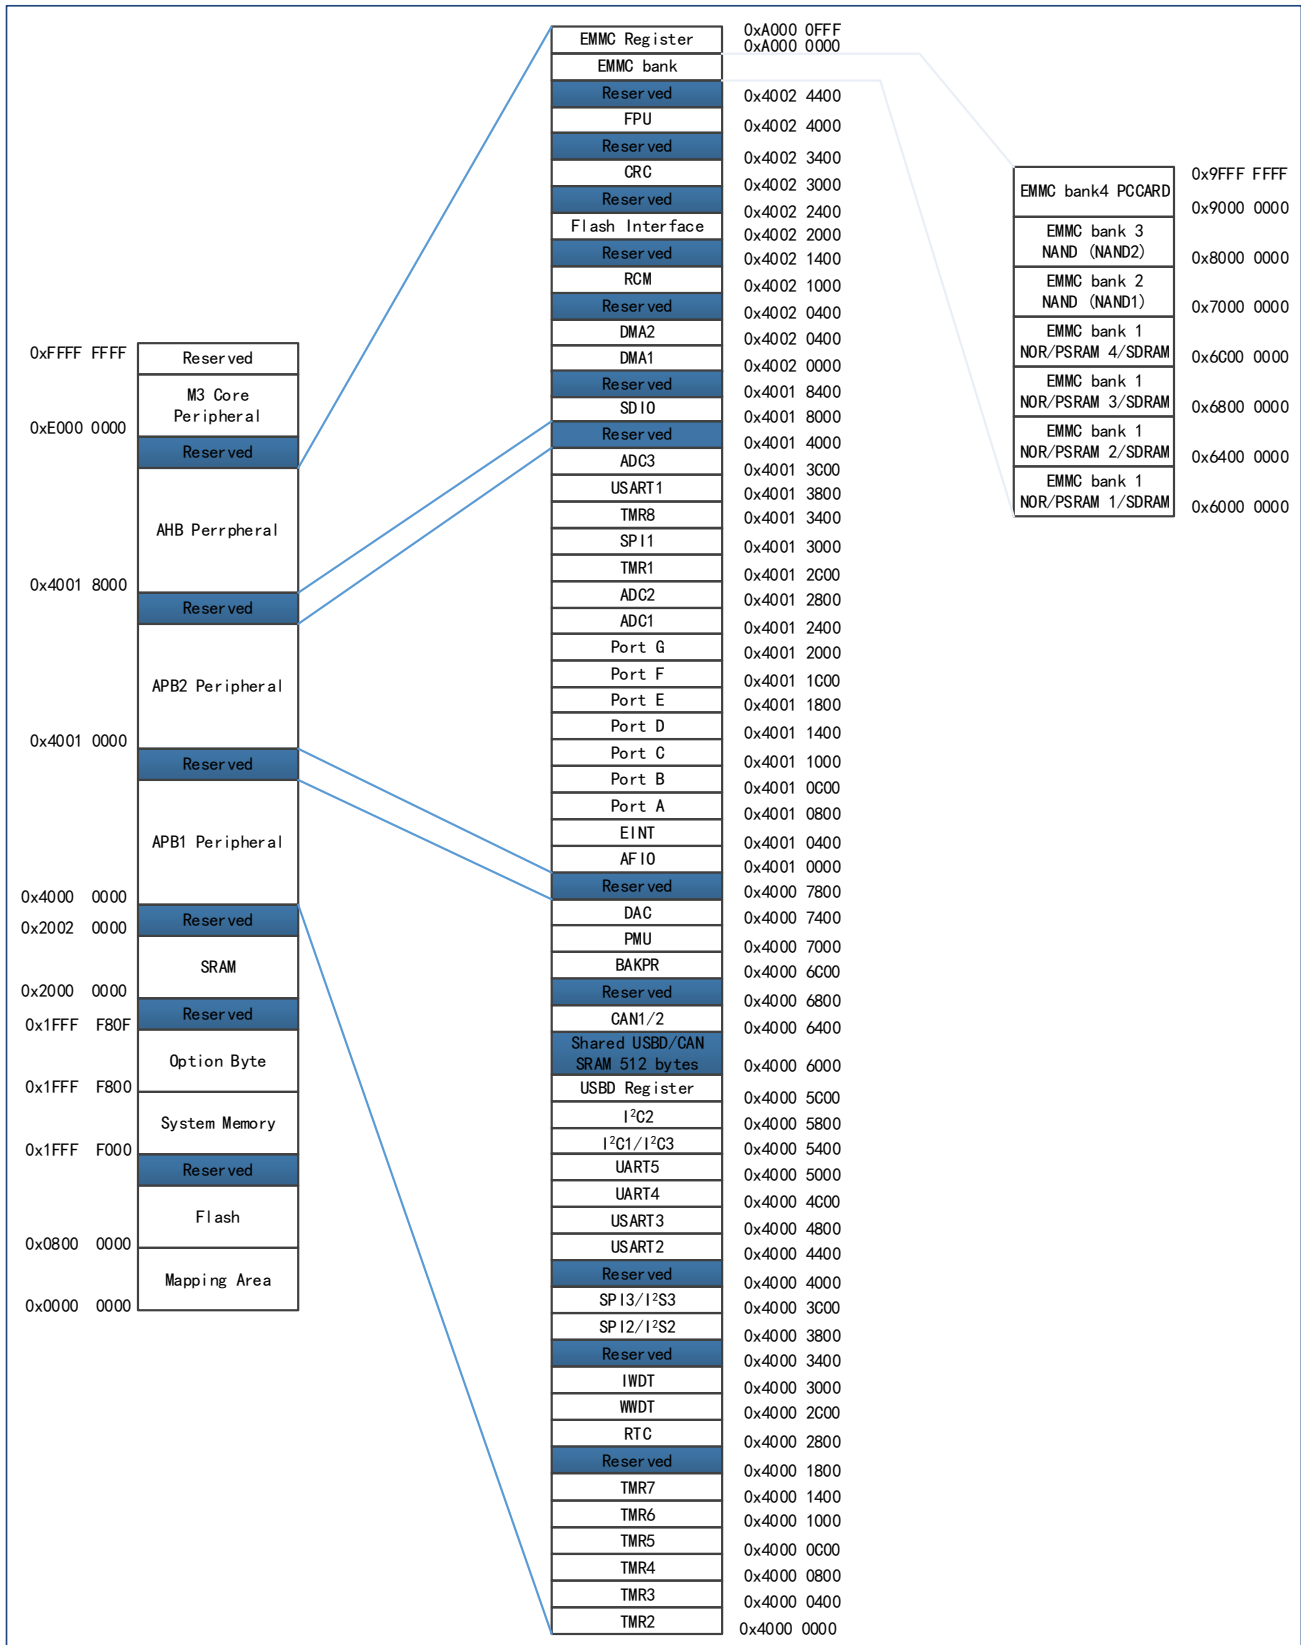 0xFFFF FFFF
Reserved
M3 Core
Peripheral
0xE000 0000
Reserved
AHB Perrpheral
0x4001 8000
Reserved
APB2 Peripheral
0x4001 0000
Reserved
APB1 Peripheral
0x4000 0000
Reserved
0x2002 0000
SRAM
0x2000 0000
Reserved
0x1FFF F80F
Option Byte
0x1FFF F800
System Memory
0x1FFF F000
Reserved
Flash
0x0800 0000
Mapping Area
0x0000 0000
0xA000 0FFF
EMMC Register
0xA000 0000
EMMC bank
Reserved
0x4002 4400
FPU
0x4002 4000
Reserved
0x4002 3400
CRC
0x4002 3000
Reserved
0x4002 2400
Flash Interface
0x4002 2000
Reserved
0x4002 1400
RCM
0x4002 1000
Reserved
0x4002 0400
DMA2
0x4002 0400
DMA1
0x4002 0000
Reserved
0x4001 8400
SDIO
0x4001 8000
Reserved
0x4001 4000
ADC3
0x4001 3C00
USART1
0x4001 3800
TMR8
0x4001 3400
SPI1
0x4001 3000
TMR1
0x4001 2C00
ADC2
0x4001 2800
ADC1
0x4001 2400
Port G
0x4001 2000
Port F
0x4001 1C00
Port E
0x4001 1800
Port D
0x4001 1400
Port C
0x4001 1000
Port B
0x4001 0C00
Port A
0x4001 0800
EINT
0x4001 0400
AFIO
0x4001 0000
Reserved
0x4000 7800
DAC
0x4000 7400
PMU
0x4000 7000
BAKPR
0x4000 6C00
Reserved
0x4000 6800
CAN1/2
0x4000 6400
Shared USBD/CAN
SRAM 512 bytes
0x4000 6000
USBD Register
0x4000 5C00
I²C2
0x4000 5800
I²C1/I²C3
0x4000 5400
UART5
0x4000 5000
UART4
0x4000 4C00
USART3
0x4000 4800
USART2
0x4000 4400
Reserved
0x4000 4000
SPI3/I²S3
0x4000 3C00
SPI2/I²S2
0x4000 3800
Reserved
0x4000 3400
IWDT
0x4000 3000
WWDT
0x4000 2C00
RTC
0x4000 2800
Reserved
0x4000 1800
TMR7
0x4000 1400
TMR6
0x4000 1000
TMR5
0x4000 0C00
TMR4
0x4000 0800
TMR3
0x4000 0400
TMR2
0x4000 0000
0x9FFF FFFF
EMMC bank4 PCCARD
0x9000 0000
EMMC bank 3
NAND (NAND2)
0x8000 0000
EMMC bank 2
NAND (NAND1)
0x7000 0000
EMMC bank 1
NOR/PSRAM 4/SDRAM
0x6C00 0000
EMMC bank 1
NOR/PSRAM 3/SDRAM
0x6800 0000
EMMC bank 1
NOR/PSRAM 2/SDRAM
0x6400 0000
EMMC bank 1
NOR/PSRAM 1/SDRAM
0x6000 0000